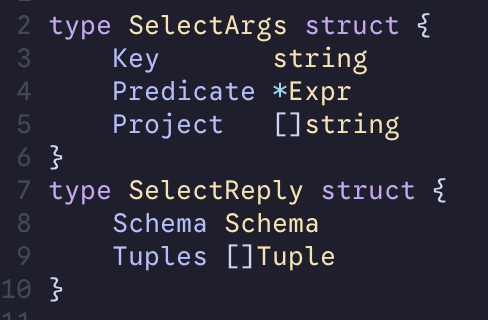 2 type SelectArgs struct {
3     Key       string
4     Predicate *Expr
5     Project   []string
6 }
7 type SelectReply struct {
8     Schema Schema
9     Tuples []Tuple
10 }